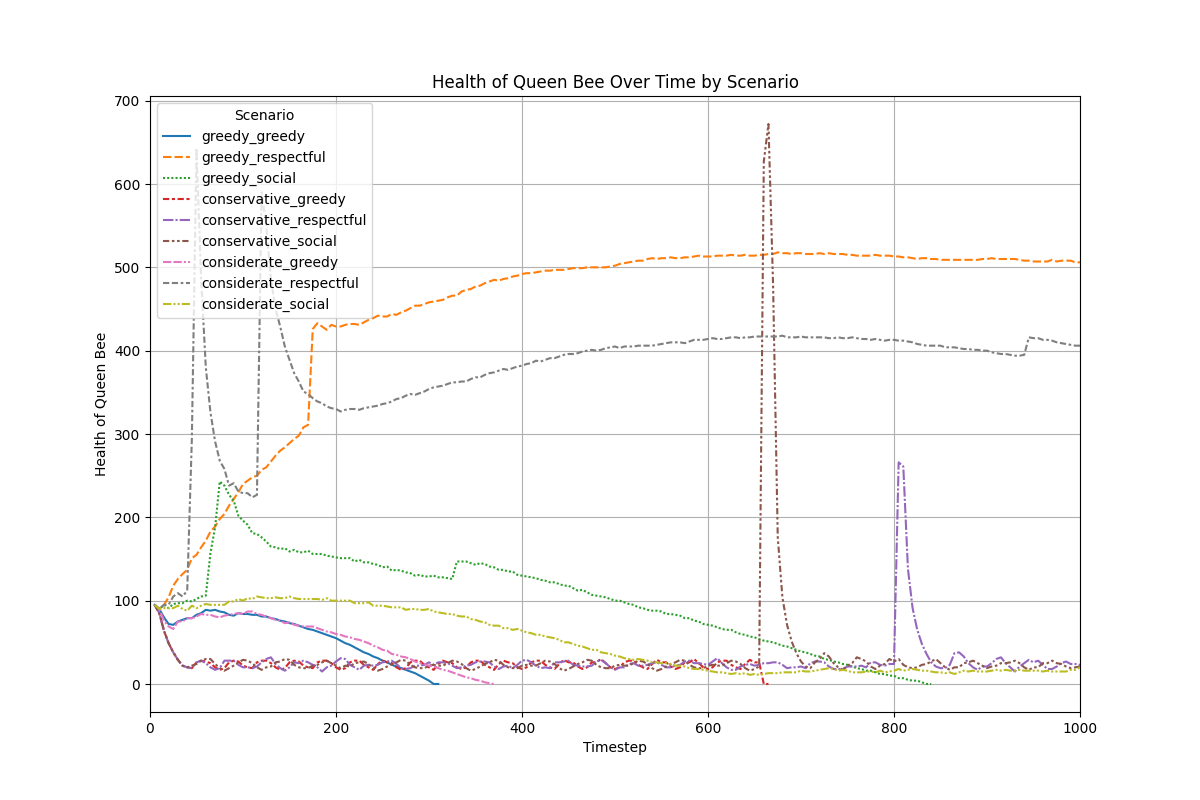 Health of Queen Bee Over Time by Scenario
700
600
500
400
300
200
100
0
Health of Queen Bee
Scenario
greedy_greedy
greedy_respectful
greedy_social
conservative_greedy
conservative_respectful
conservative_social
considerate_greedy
considerate_respectful
considerate_social
0 200 400 600 800 1000
Timestep